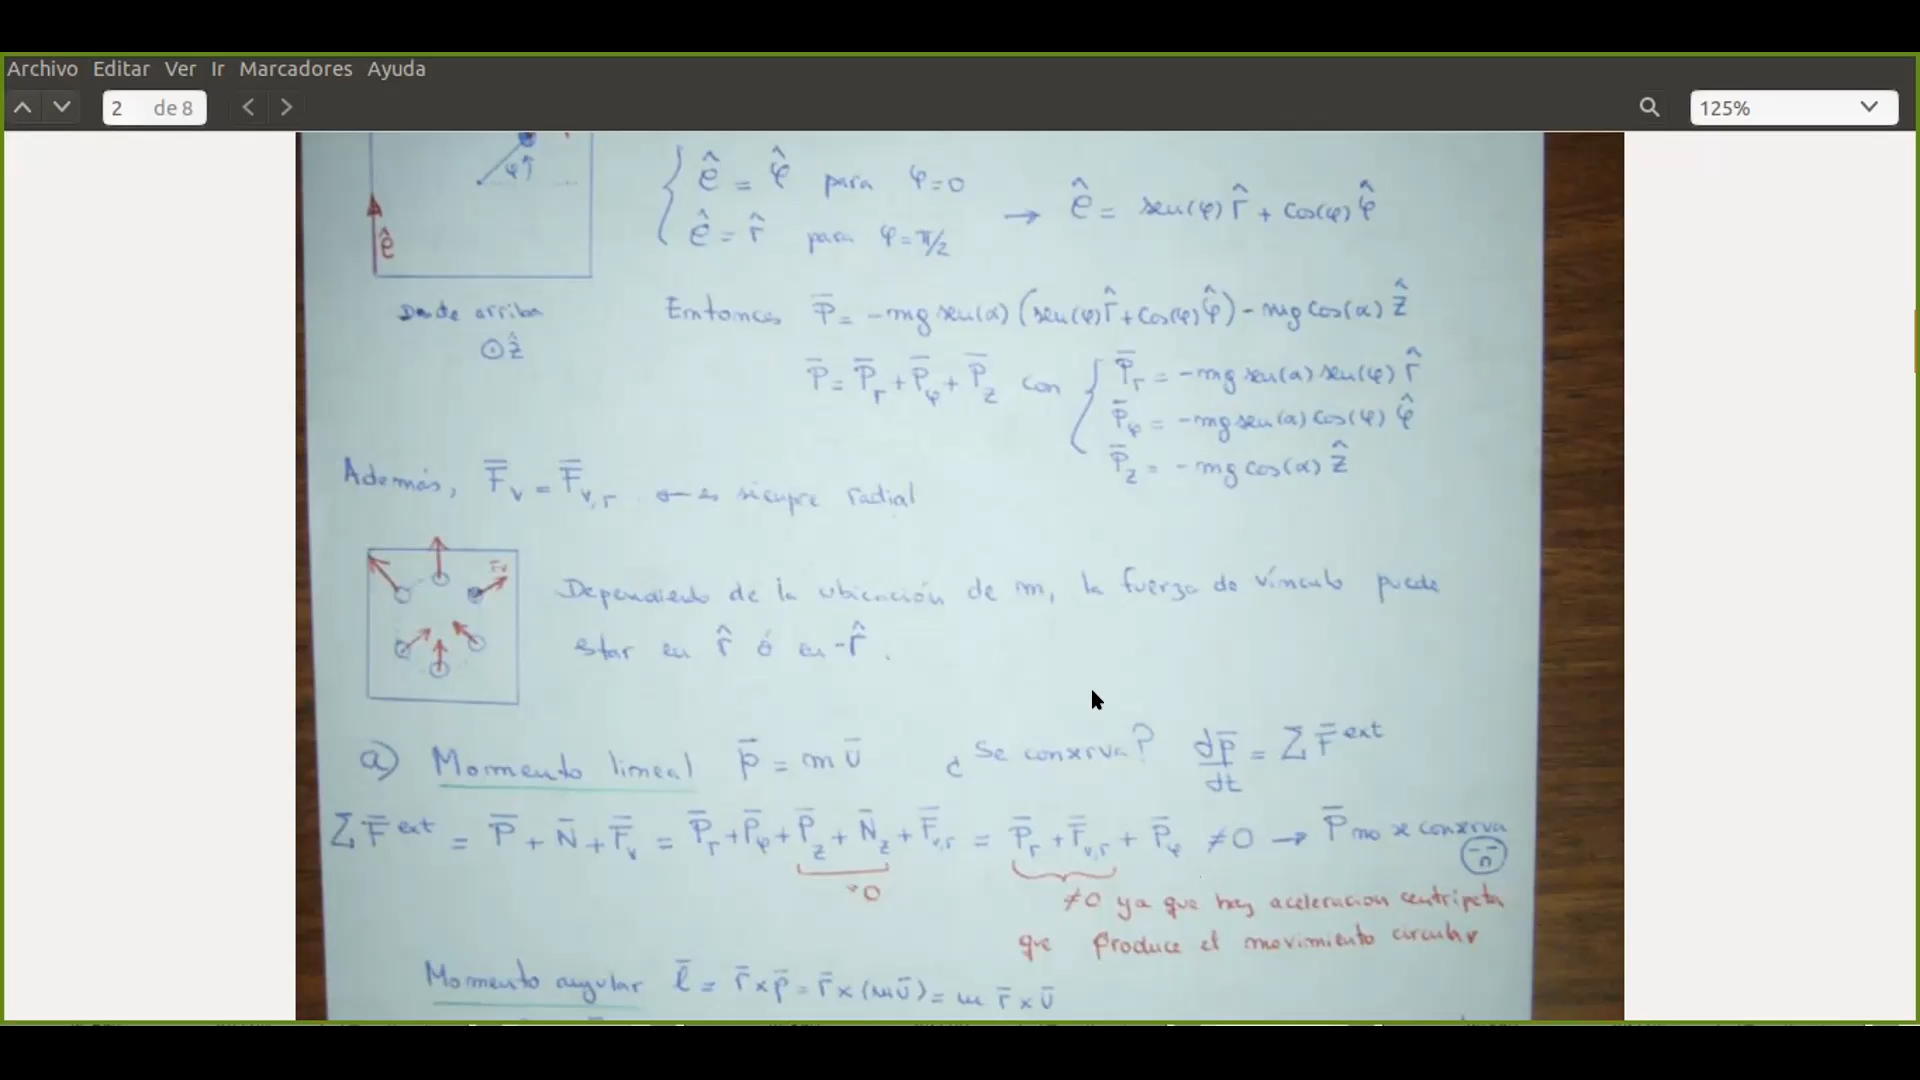 Archivo Editar Ver Ir Marcadores Ayuda
2 de 8
125%
φ
ê = φ̂ para φ=0
ê = r̂ para φ=π/2
→ ê = sen(φ) r̂ + cos(φ) φ̂
ê
Desde arriba
⊙ ẑ
Entonces P̄ = -mg sen(α) (sen(φ) r̂ + cos(φ) φ̂) - mg cos(α) ẑ
P̄ = P̄r + P̄φ + P̄z con
P̄r = -mg sen(α) sen(φ) r̂
P̄φ = -mg sen(α) cos(φ) φ̂
P̄z = -mg cos(α) ẑ
Además, F̄v = F̄v,r ← es siempre radial
F̄v
Dependiendo de la ubicación de m, la fuerza de vínculo puede
estar en r̂ ó en -r̂.
a) Momento lineal p̄ = m v̄ ¿Se conserva? dp̄/dt = Σ F̄ ext
Σ F̄ ext = P̄ + N̄ + F̄v = P̄r + P̄φ + P̄z + N̄z + F̄v,r = P̄r + F̄v,r + P̄φ ≠ 0 → P̄ no se conserva
=0
≠0 ya que hay aceleracion centripeta
que produce el movimiento circular
Momento angular l̄ = r̄ × p̄ = r̄ × (m v̄) = m r̄ × v̄